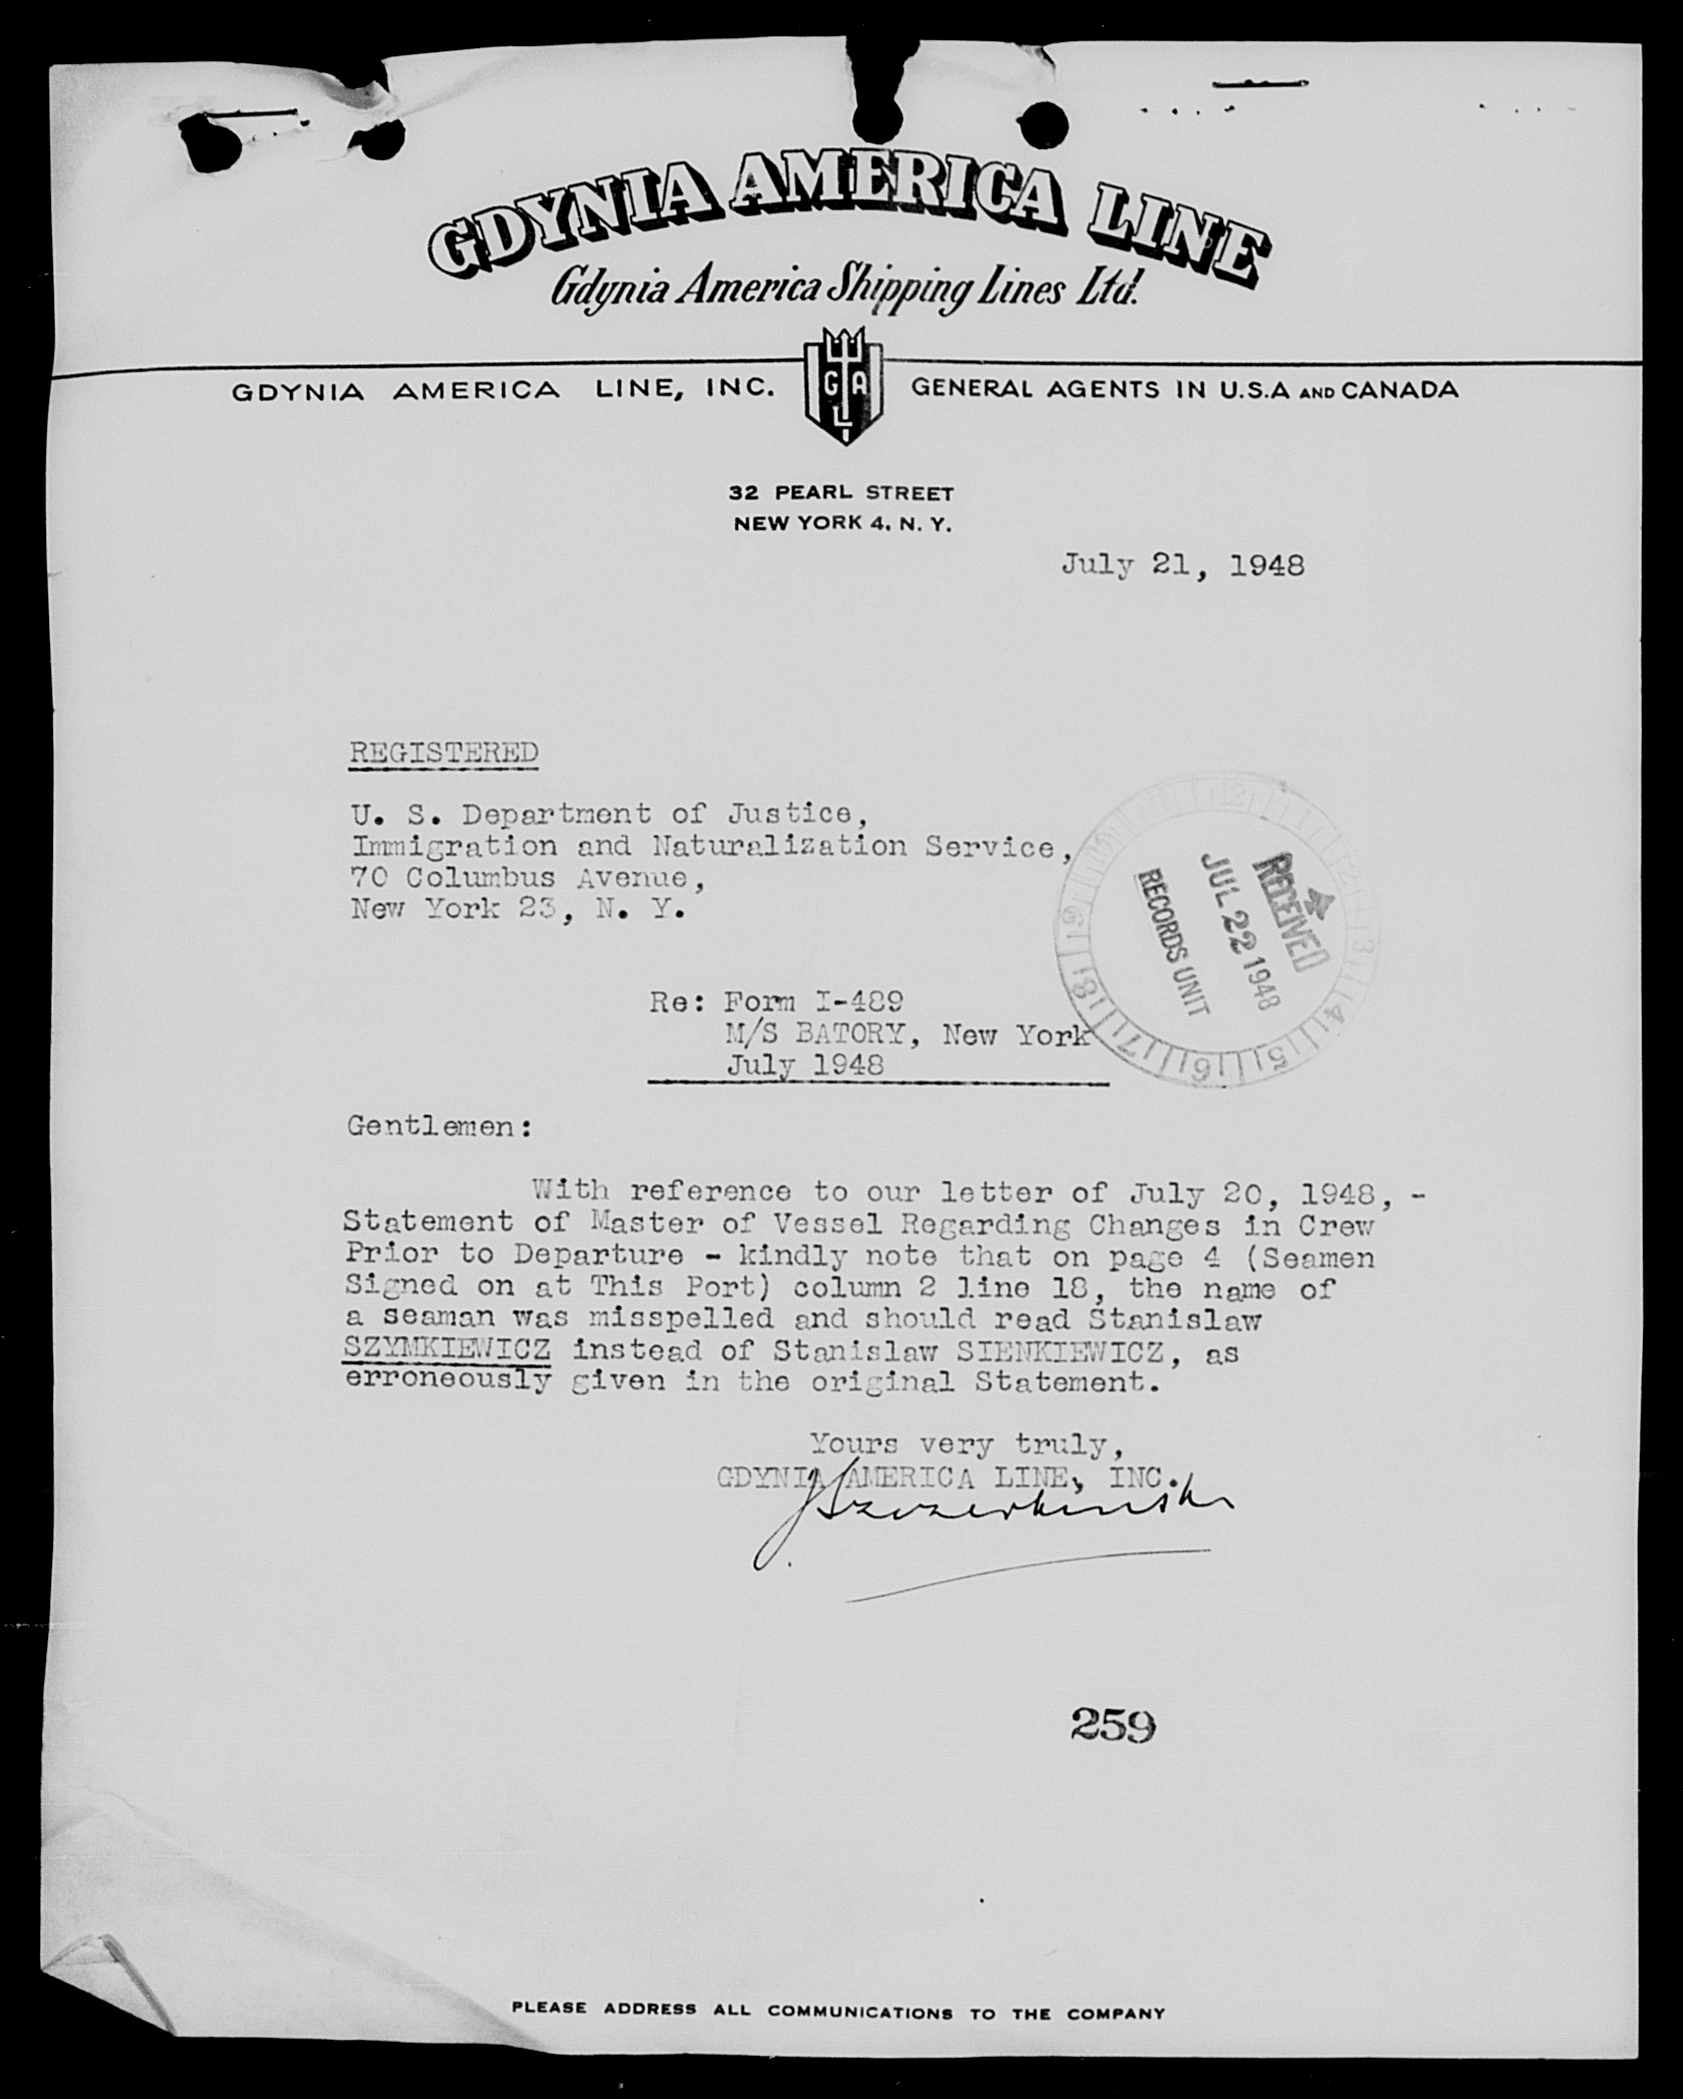 GDYNIA AMERICA LINE
Gdynia America Shipping Lines Ltd.
GDYNIA AMERICA LINE, INC.
G A L
GENERAL AGENTS IN U.S.A AND CANADA
32 PEARL STREET
NEW YORK 4, N. Y.
July 21, 1948
REGISTERED
U. S. Department of Justice,
Immigration and Naturalization Service,
70 Columbus Avenue,
New York 23, N. Y.
RECEIVED
JUL 22 1948
RECORDS UNIT
Re: Form I-489
M/S BATORY, New York
July 1948
Gentlemen:
With reference to our letter of July 20, 1948, -
Statement of Master of Vessel Regarding Changes in Crew
Prior to Departure - kindly note that on page 4 (Seamen
Signed on at This Port) column 2 line 18, the name of
a seaman was misspelled and should read Stanislaw
SZYMKIEWICZ instead of Stanislaw SIENKIEWICZ, as
erroneously given in the original Statement.
Yours very truly,
GDYNIA AMERICA LINE, INC.
259
PLEASE ADDRESS ALL COMMUNICATIONS TO THE COMPANY